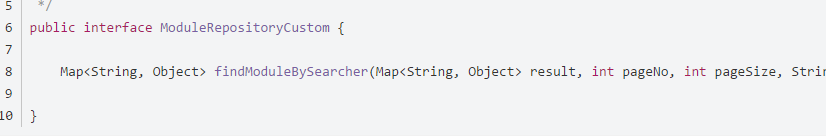 5     */
6    public interface ModuleRepositoryCustom {
7
8        Map<String, Object> findModuleBySearcher(Map<String, Object> result, int pageNo, int pageSize,
9
10   }